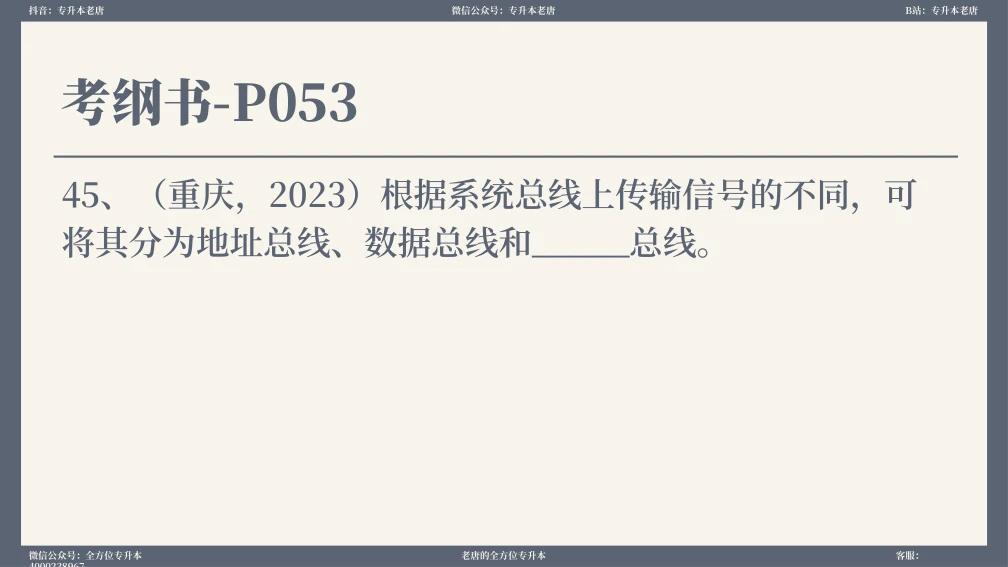 抖音：专升本老唐
微信公众号：专升本老唐
B站：专升本老唐
考纲书-P053
45、（重庆，2023）根据系统总线上传输信号的不同，可
将其分为地址总线、数据总线和______总线。
微信公众号：全方位专升本
老唐的全方位专升本
客服：
4000238967